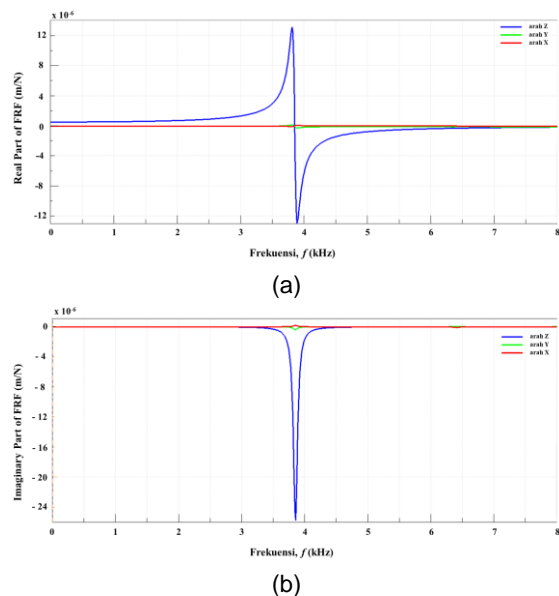 x 10⁻⁶
12
8
4
0
-4
-8
-12
Real Part of FRF (m/N)
arah Z
arah Y
arah X
0 1 2 3 4 5 6 7 8
Frekuensi, f (kHz)
(a)
x 10⁻⁶
0
- 4
- 8
- 12
- 16
- 20
- 24
Imaginary Part of FRF (m/N)
arah Z
arah Y
arah X
0 1 2 3 4 5 6 7 8
Frekuensi, f (kHz)
(b)